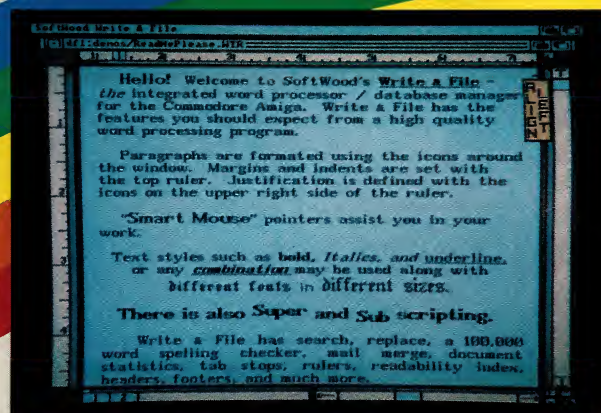 SoftWood Write & File
df1:demos/ReadMePlease.WTR
Hello! Welcome to SoftWood's Write & File -
the integrated word processor / database manager
for the Commodore Amiga. Write & File has the
features you should expect from a high quality
word processing program.
Paragraphs are formated using the icons around
the window. Margins and indents are set with
the top ruler. Justification is defined with the
icons on the upper right side of the ruler.
"Smart Mouse" pointers assist you in your
work.
Text styles such as bold, Italics, and underline,
or any combination may be used along with
different fonts in different sizes.
There is also Super and Sub scripting.
Write & File has search, replace, a 100,000
word spelling checker, mail merge, document
statistics, tab stops, rulers, readability index,
headers, footers, and much more.
ALIGN
LEFT